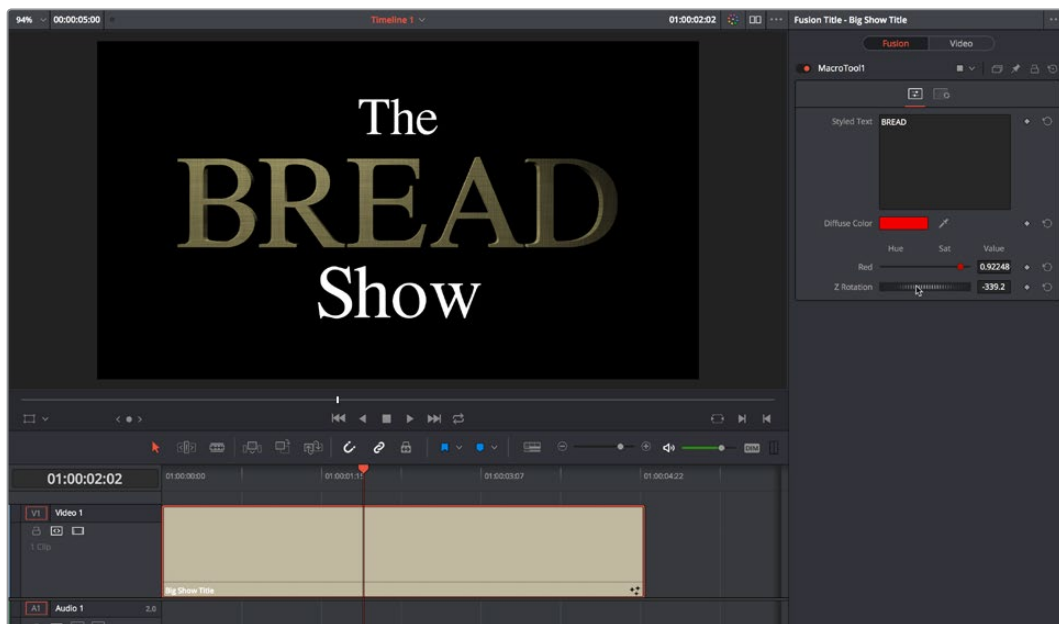 94% 00:00:05:00 Timeline 1 01:00:02:02 Fusion Title - Big Show Title
Fusion Video
MacroTool1
The
BREAD
Show
Styled Text BREAD
Diffuse Color
Hue Sat Value
Red 0.92248
Z Rotation -339.2
DIM
01:00:02:02 01:00:00:00 01:00:03:07 01:00:04:22
V1 Video 1
1 Clip
Big Show Title
A1 Audio 1 2.0